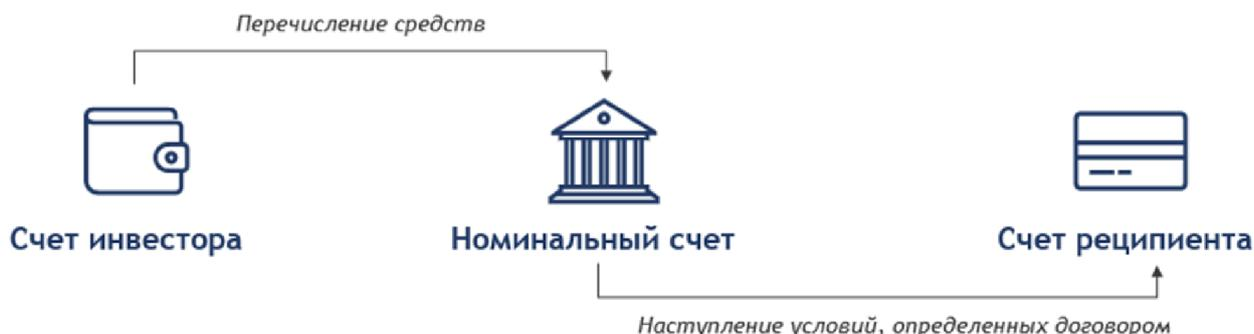 Перечисление средств
Счет инвестора
Номинальный счет
Счет реципиента
Наступление условий, определенных договором